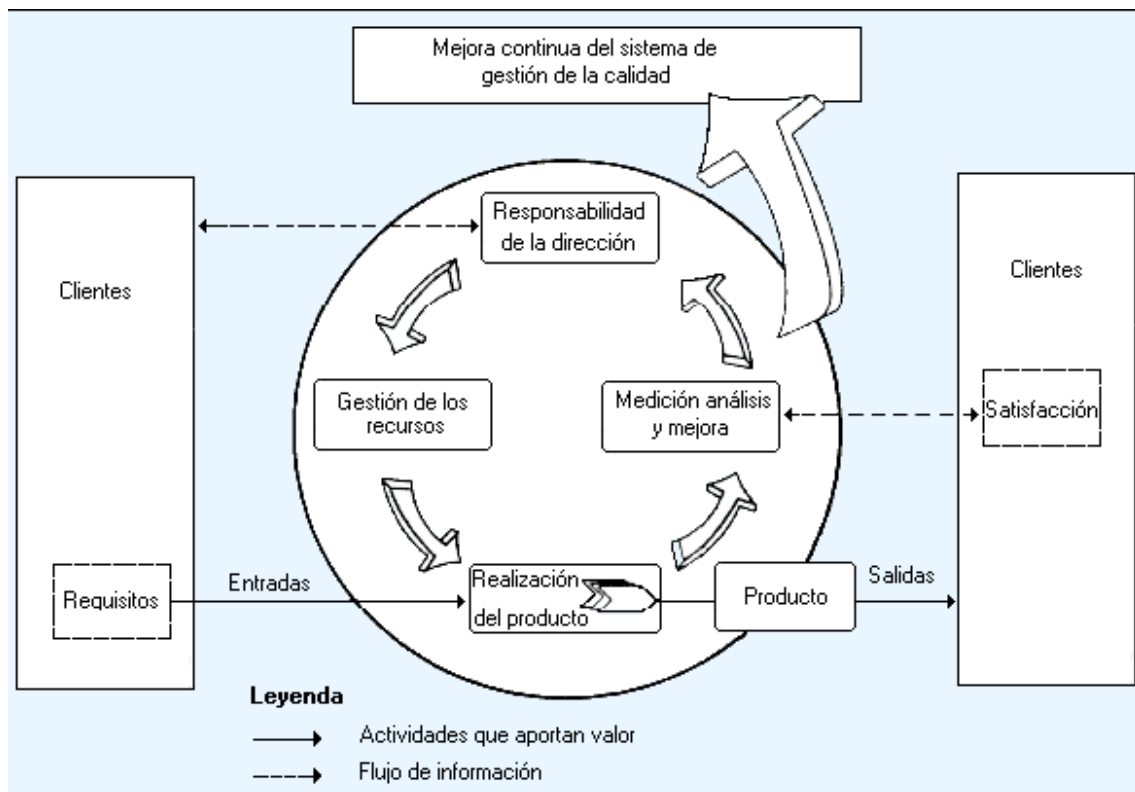 Mejora continua del sistema de
gestión de la calidad
Responsabilidad
de la dirección
Clientes
Clientes
Gestión de los
recursos
Medición análisis
y mejora
Satisfacción
Requisitos
Entradas
Realización
del producto
Producto
Salidas
Leyenda
Actividades que aportan valor
Flujo de información